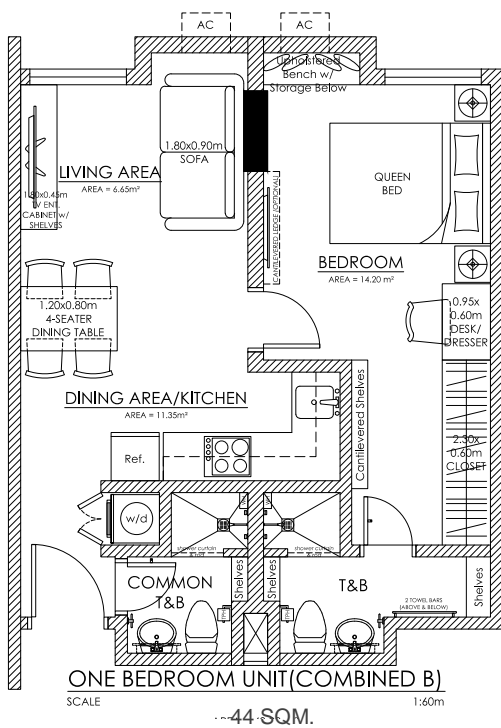 AC
AC
Upholstered
Bench w/
Storage Below
1.80x0.90m
SOFA
LIVING AREA
AREA = 6.65m²
1.80x0.45m
TV ENT.
CABINET w/
SHELVES
QUEEN
BED
CANTILEVERED LEDGE (OPTIONAL)
BEDROOM
AREA = 14.20 m²
1.20x0.80m
4-SEATER
DINING TABLE
0.95x
0.60m
DESK/
DRESSER
DINING AREA/KITCHEN
AREA = 11.35m²
Cantilevered Shelves
2.30x
0.60m
CLOSET
Ref.
w/d
shower curtain
shower curtain
COMMON
T&B
Shelves
Shelves
T&B
Shelves
2 TOWEL BARS
(ABOVE & BELOW)
ONE BEDROOM UNIT(COMBINED B)
SCALE
1:60m
44 SQM.